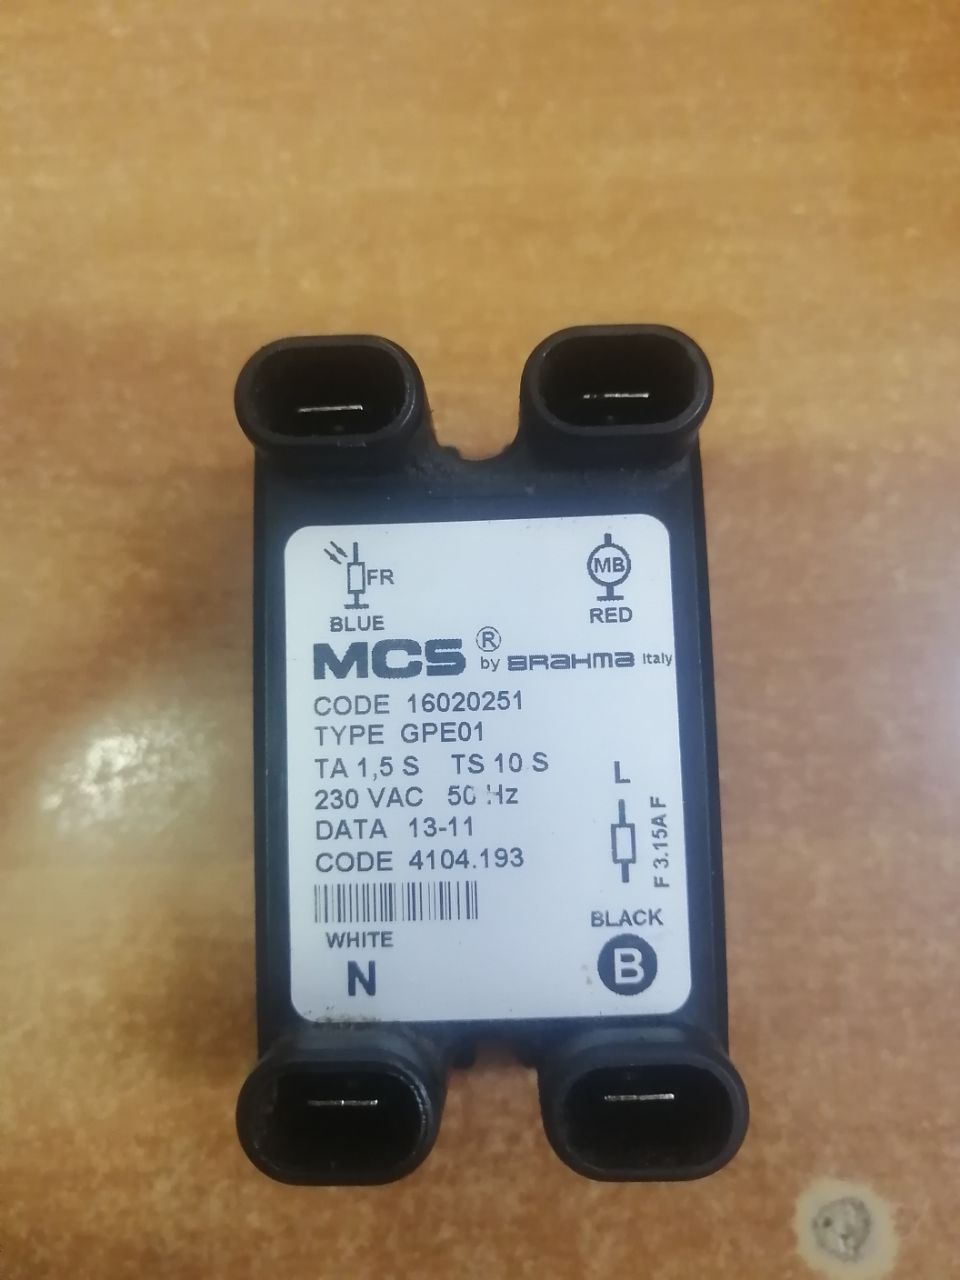 FR
BLUE
MB
RED
MCS ® by BRAHMA Italy
CODE 16020251
TYPE GPE01
TA 1,5 S TS 10 S
230 VAC 50 Hz
DATA 13-11
CODE 4104.193
L
F 3.15A F
WHITE
N
BLACK
B